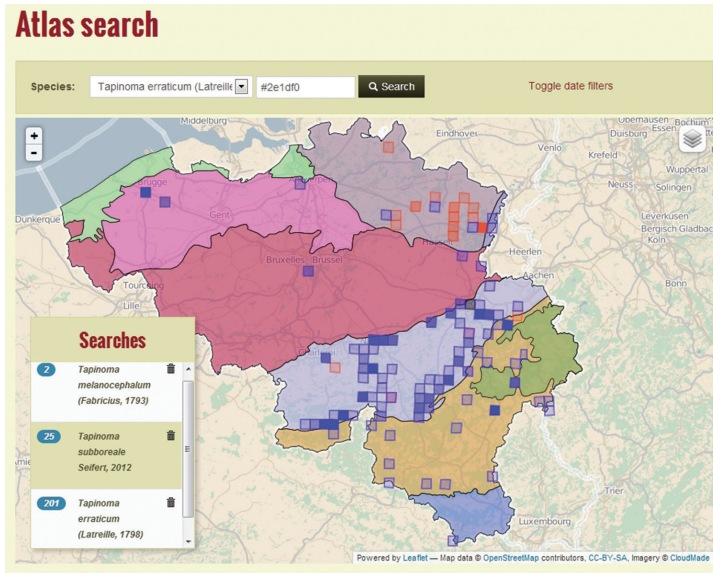 Atlas search
Species:
Tapinoma erraticum (Latreille
#2e1df0
Search
Toggle date filters
+
-
Middelburg
Eindhoven
Oberhausen
Bochum
Duisburg
Essen
Venlo
Krefeld
Wuppertal
Neuss
Solingen
Brugge
Dunkerque
Gent
Leverkusen
Bergisch Gladbac
Köln
Bruxelles - Brussel
Heerlen
Aachen
Bonn
Tourcoing
Lille
Searches
2
Tapinoma
melanocephalum
(Fabricius, 1793)
25
Tapinoma
subboreale
Seifert, 2012
201
Tapinoma
erraticum
(Latreille, 1798)
Trier
Luxembourg
Powered by Leaflet — Map data © OpenStreetMap contributors, CC-BY-SA, Imagery © CloudMade